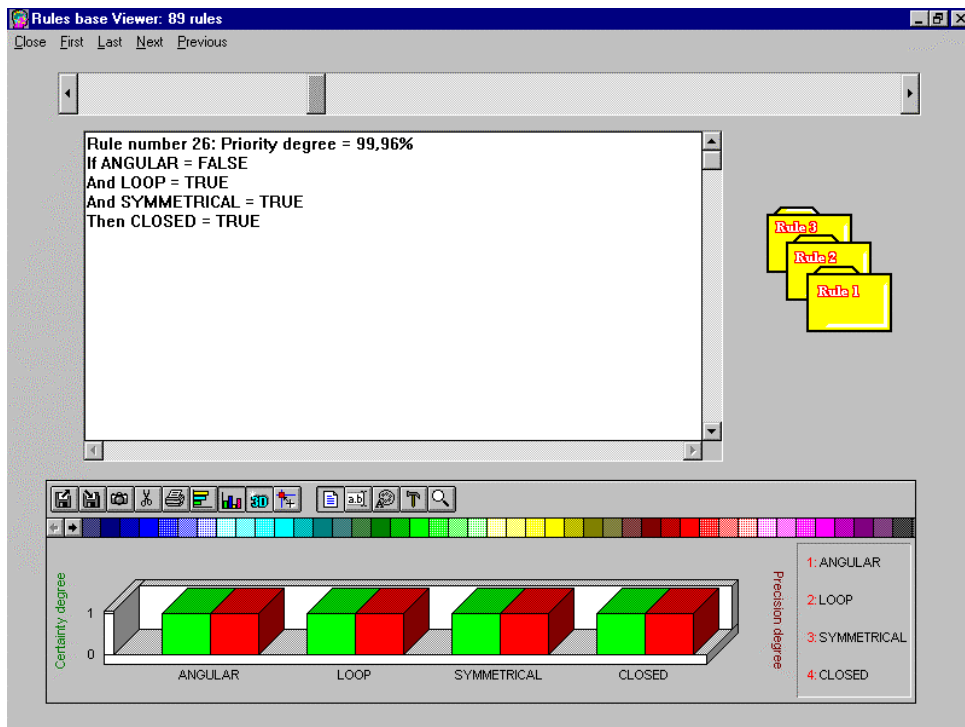 Rules base Viewer: 89 rules
Close First Last Next Previous
Rule number 26: Priority degree = 99,96%
If ANGULAR = FALSE
And LOOP = TRUE
And SYMMETRICAL = TRUE
Then CLOSED = TRUE
Rule 3
Rule 2
Rule 1
3D
a.b
Certainty degree
1
0
ANGULAR LOOP SYMMETRICAL CLOSED
Precision degree
1: ANGULAR
2: LOOP
3: SYMMETRICAL
4: CLOSED